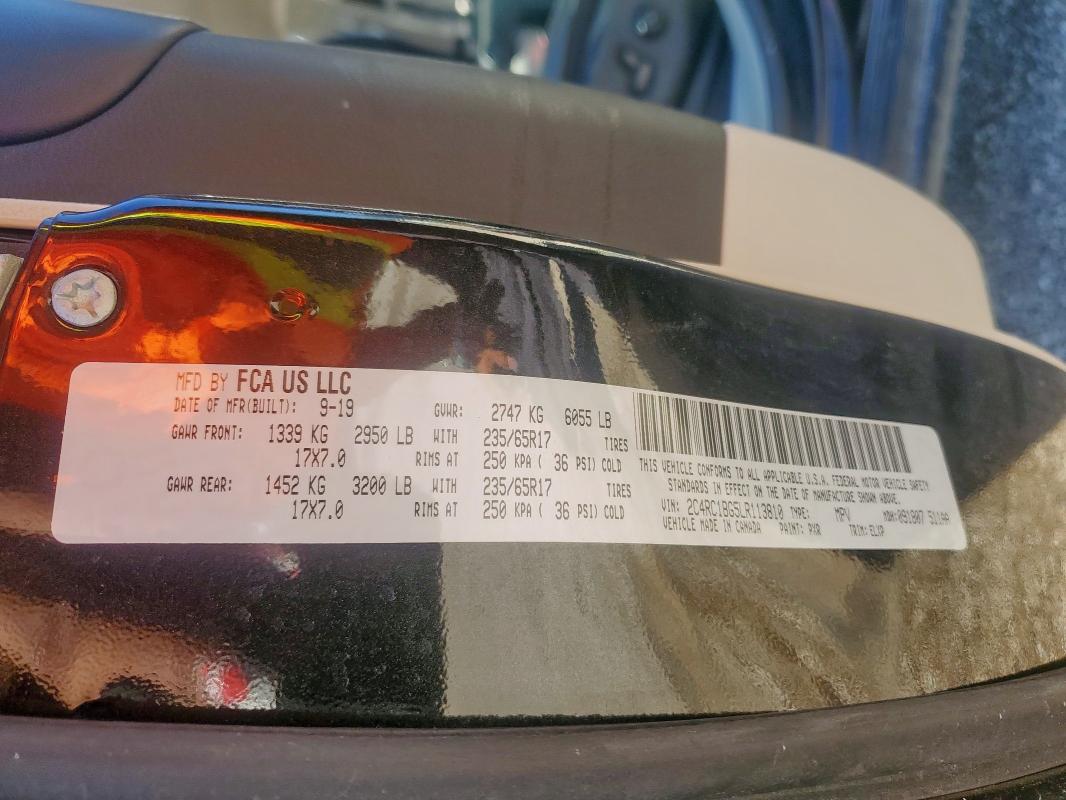 MFD BY FCA US LLC
DATE OF MFR(BUILT): 9-19 GVWR: 2747 KG 6055 LB
GAWR FRONT: 1339 KG 2950 LB WITH 235/65R17 TIRES
17X7.0 RIMS AT 250 KPA ( 36 PSI) COLD
GAWR REAR: 1452 KG 3200 LB WITH 235/65R17 TIRES
17X7.0 RIMS AT 250 KPA ( 36 PSI) COLD
THIS VEHICLE CONFORMS TO ALL APPLICABLE U.S.A. FEDERAL MOTOR VEHICLE SAFETY
STANDARDS IN EFFECT ON THE DATE OF MANUFACTURE SHOWN ABOVE.
VIN: 2C4RC1BG5LR113810 TYPE: MPV MDH: 091807 511AA
VEHICLE MADE IN CANADA PAINT: PXR TRIM: ELXP